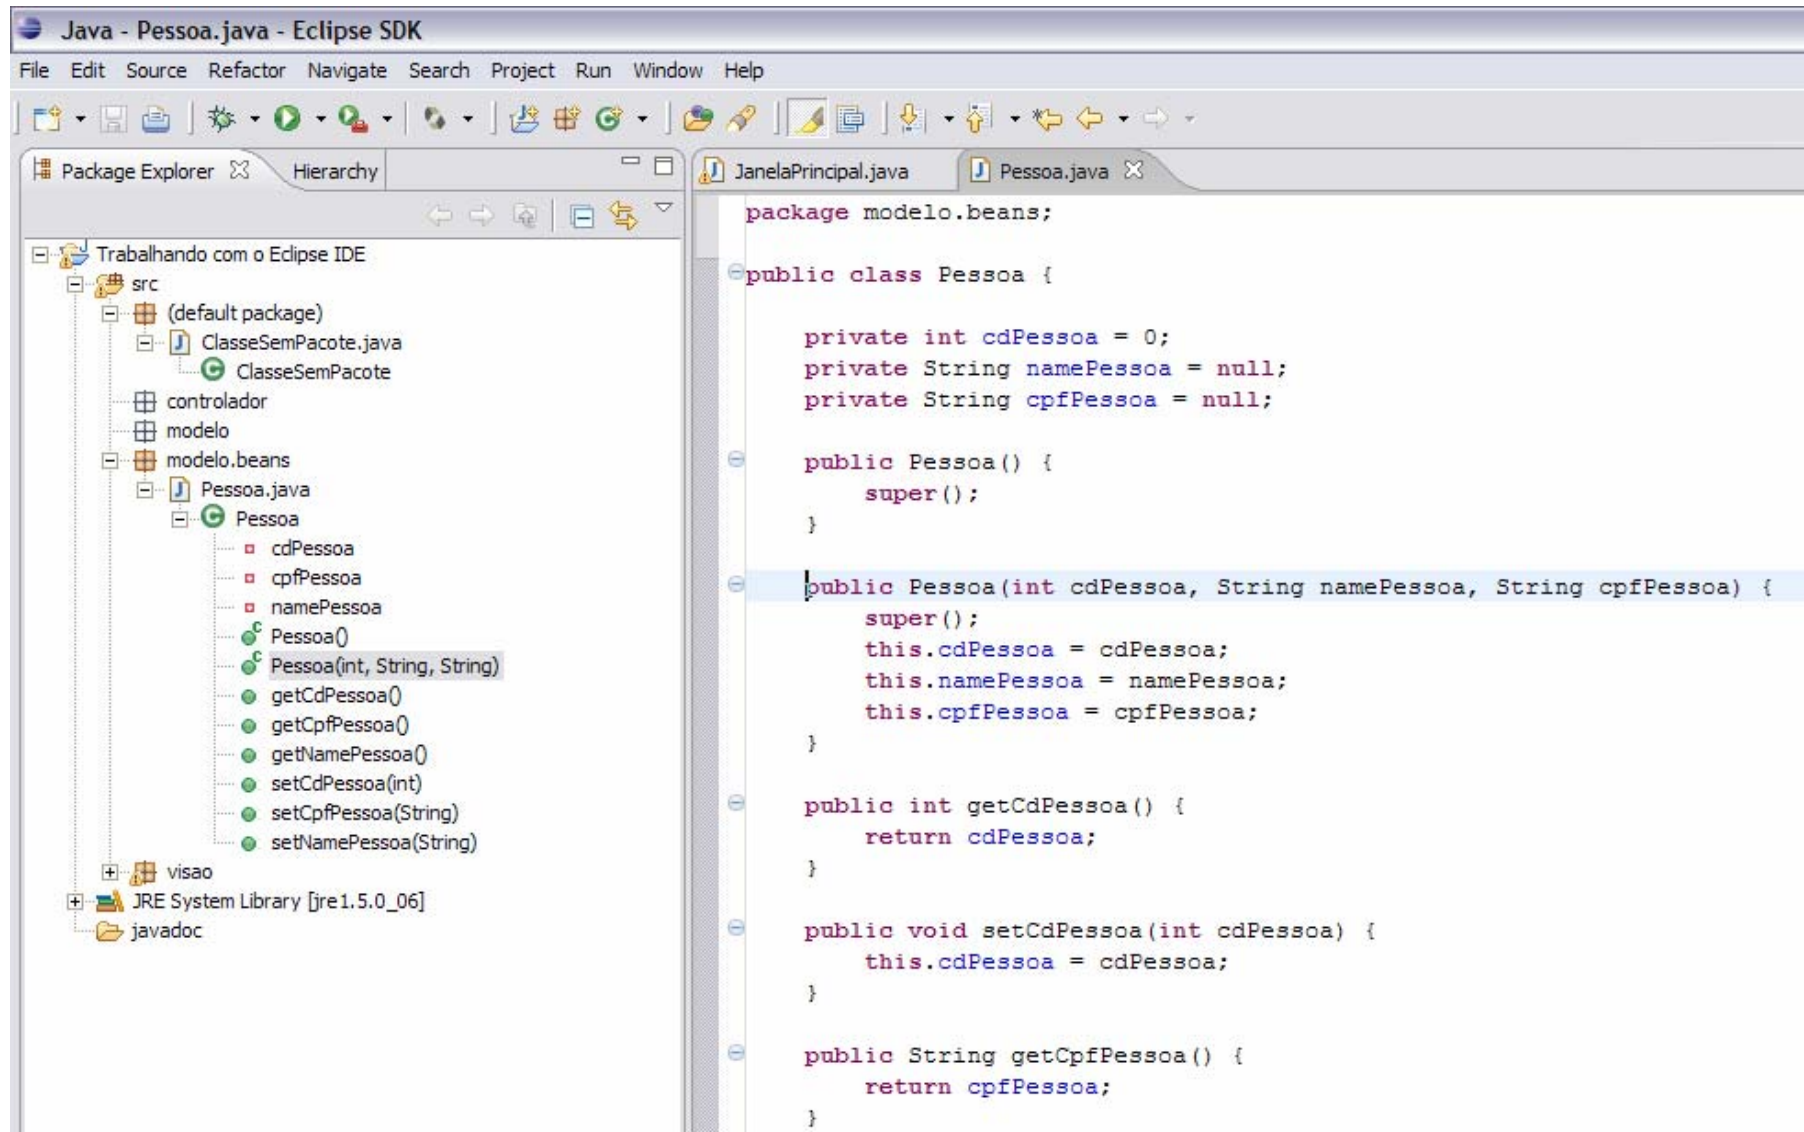 Java - Pessoa.java - Eclipse SDK
File Edit Source Refactor Navigate Search Project Run Window Help
Package Explorer Hierarchy
Trabalhando com o Eclipse IDE
src
(default package)
ClasseSemPacote.java
ClasseSemPacote
controlador
modelo
modelo.beans
Pessoa.java
Pessoa
cdPessoa
cpfPessoa
namePessoa
Pessoa()
Pessoa(int, String, String)
getCdPessoa()
getCpfPessoa()
getNamePessoa()
setCdPessoa(int)
setCpfPessoa(String)
setNamePessoa(String)
visao
JRE System Library [jre1.5.0_06]
javadoc
JanelaPrincipal.java Pessoa.java
package modelo.beans;
public class Pessoa {
private int cdPessoa = 0;
private String namePessoa = null;
private String cpfPessoa = null;
public Pessoa() {
super();
}
public Pessoa(int cdPessoa, String namePessoa, String cpfPessoa) {
super();
this.cdPessoa = cdPessoa;
this.namePessoa = namePessoa;
this.cpfPessoa = cpfPessoa;
}
public int getCdPessoa() {
return cdPessoa;
}
public void setCdPessoa(int cdPessoa) {
this.cdPessoa = cdPessoa;
}
public String getCpfPessoa() {
return cpfPessoa;
}